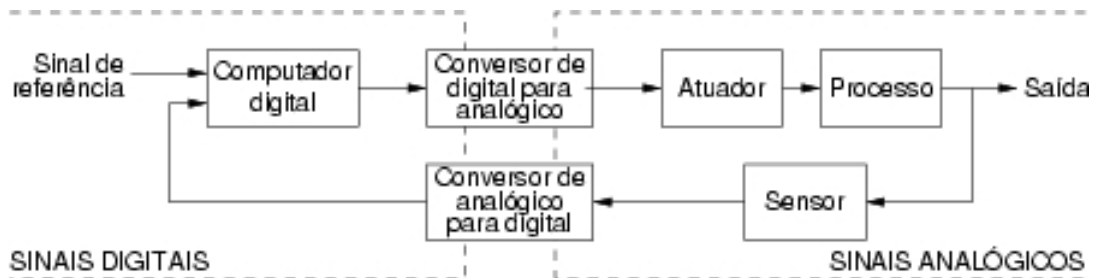 Sinal de
referência
Computador
digital
Conversor de
digital para
analógico
Atuador
Processo
Saída
Conversor de
analógico
para digital
Sensor
SINAIS DIGITAIS
SINAIS ANALÓGICOS